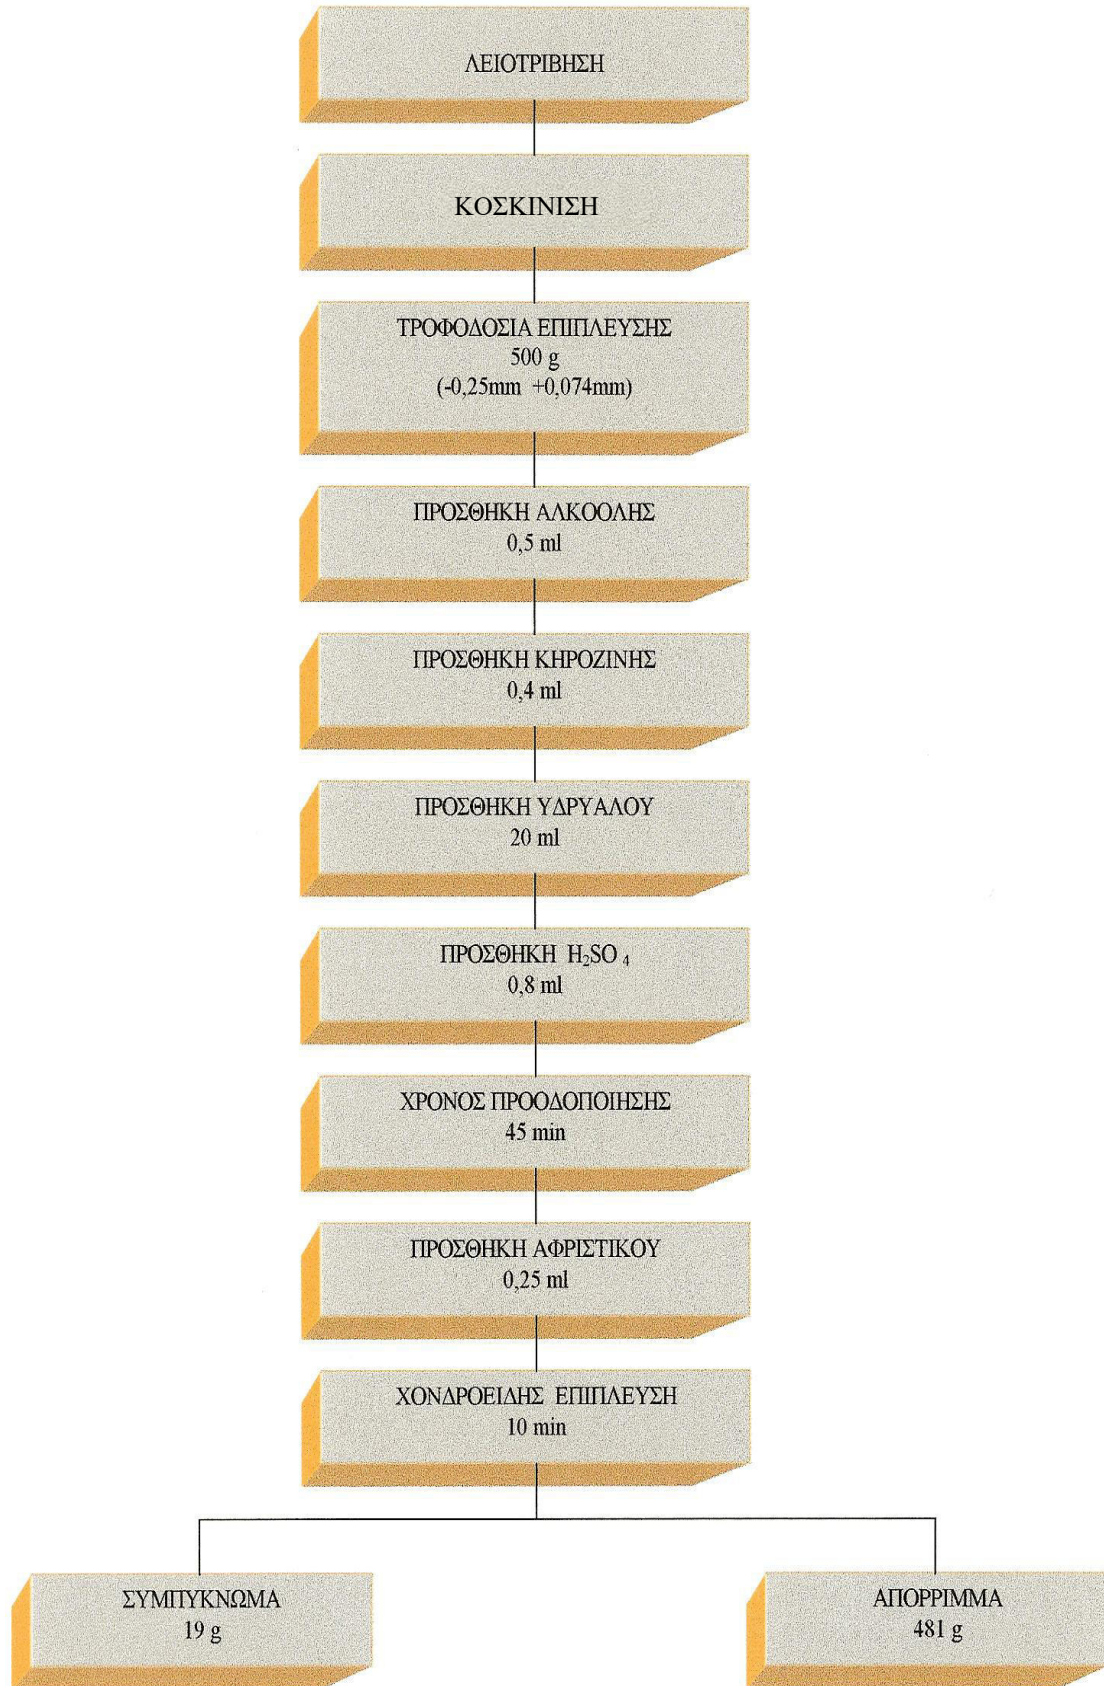 ΛΕΙΟΤΡΙΒΗΣΗ
ΚΟΣΚΙΝΙΣΗ
ΤΡΟΦΟΔΟΣΙΑ ΕΠΙΠΛΕΥΣΗΣ
500 g
(-0,25mm +0,074mm)
ΠΡΟΣΘΗΚΗ ΑΛΚΟΟΛΗΣ
0,5 ml
ΠΡΟΣΘΗΚΗ ΚΗΡΟΖΙΝΗΣ
0,4 ml
ΠΡΟΣΘΗΚΗ ΥΔΡΥΑΛΟΥ
20 ml
ΠΡΟΣΘΗΚΗ H₂SO ₄
0,8 ml
ΧΡΟΝΟΣ ΠΡΟΟΔΟΠΟΙΗΣΗΣ
45 min
ΠΡΟΣΘΗΚΗ ΑΦΡΙΣΤΙΚΟΥ
0,25 ml
ΧΟΝΔΡΟΕΙΔΗΣ ΕΠΙΠΛΕΥΣΗ
10 min
ΣΥΜΠΥΚΝΩΜΑ
19 g
ΑΠΟΡΡΙΜΜΑ
481 g